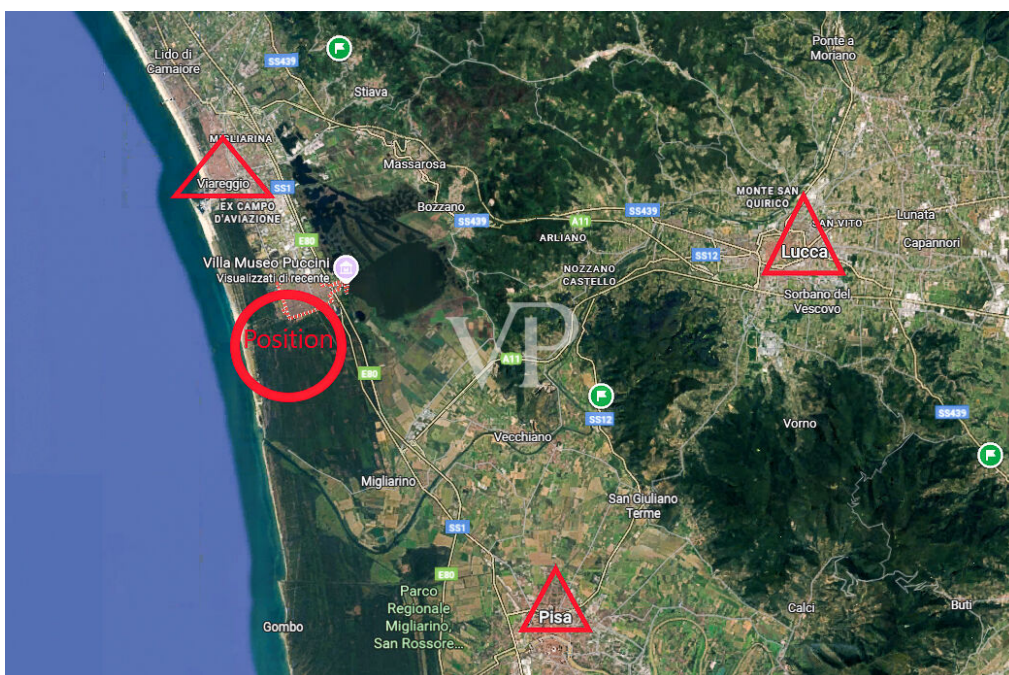 Lido di
Camaiore
SS439
Stiava
Ponte a
Moriano
MIGLIARINA
Massarosa
Viareggio
SS1
EX CAMPO
D'AVIAZIONE
Bozzano
SS439
E80
MONTE SAN
QUIRICO
SS439
A11
ARLIANO
SAN VITO
Lunata
Lucca
Capannori
SS12
Villa Museo Puccini
Visualizzati di recente
NOZZANO
CASTELLO
Sorbano del
Vescovo
Position
VP
A11
E80
SS12
SS439
Vorno
Vecchiano
Migliarino
San Giuliano
Terme
SS1
E80
Parco
Regionale
Migliarino,
San Rossore...
Pisa
Gombo
Calci
Buti